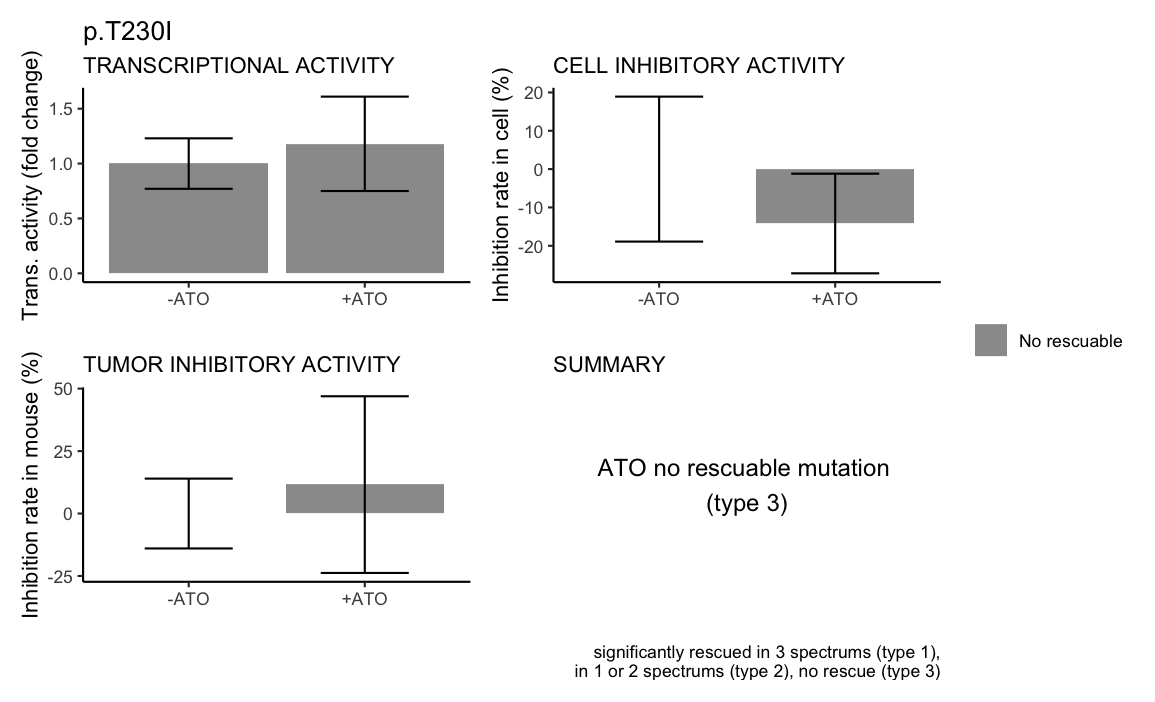 p.T230I
TRANSCRIPTIONAL ACTIVITY
Trans. activity (fold change)
1.5
1.0
0.5
0.0
-ATO
+ATO
CELL INHIBITORY ACTIVITY
Inhibition rate in cell (%)
20
10
0
-10
-20
-ATO
+ATO
No rescuable
TUMOR INHIBITORY ACTIVITY
Inhibition rate in mouse (%)
50
25
0
-25
-ATO
+ATO
SUMMARY
ATO no rescuable mutation
(type 3)
significantly rescued in 3 spectrums (type 1),
in 1 or 2 spectrums (type 2), no rescue (type 3)